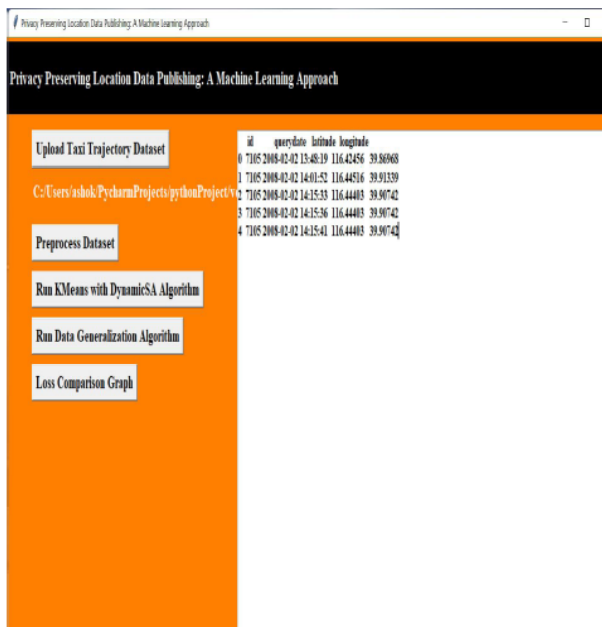 Privacy Preserving Location Data Publishing: A Machine Learning Approach
Privacy Preserving Location Data Publishing: A Machine Learning Approach
Upload Taxi Trajectory Dataset
C:/Users/ashok/PycharmProjects/pythonProject/v
Preprocess Dataset
Run KMeans with DynamicSA Algorithm
Run Data Generalization Algorithm
Loss Comparison Graph
id querydate latitude longitude
0 7105 2008-02-02 13:48:19 116.42456 39.86968
1 7105 2008-02-02 14:01:52 116.44516 39.91339
2 7105 2008-02-02 14:15:33 116.44403 39.90742
3 7105 2008-02-02 14:15:36 116.44403 39.90742
4 7105 2008-02-02 14:15:41 116.44403 39.90742